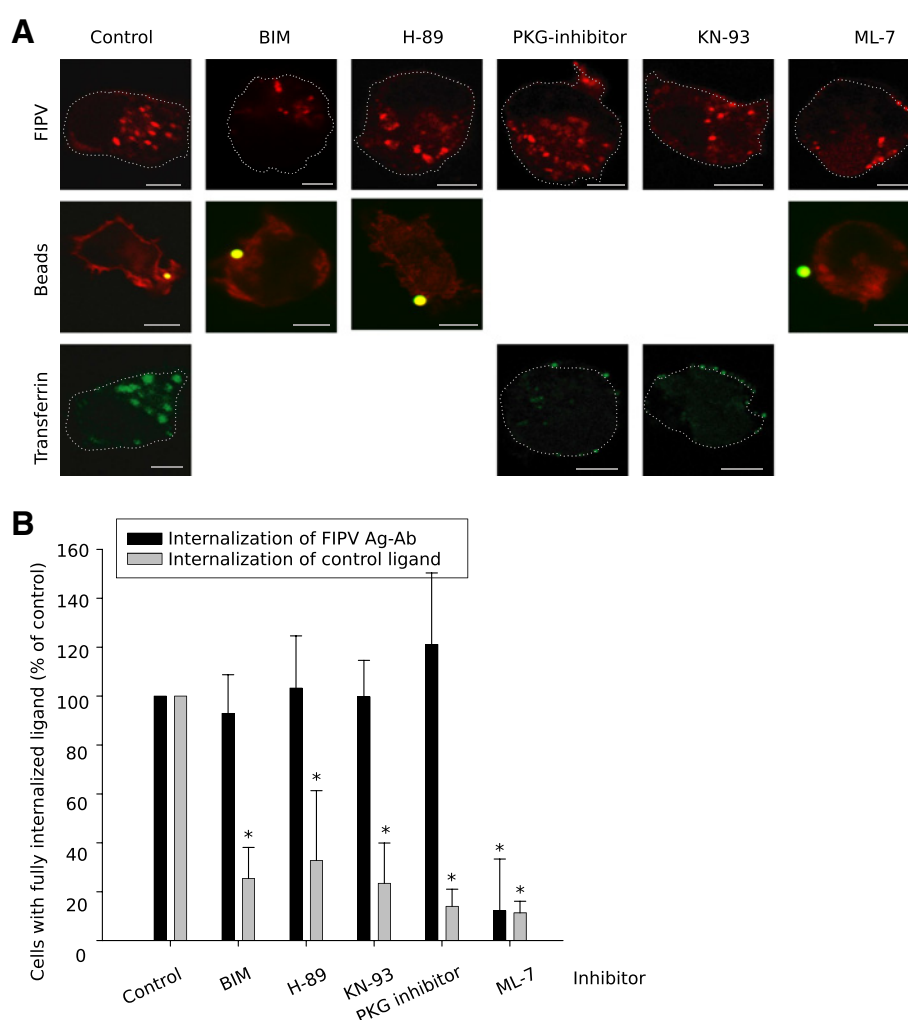 A
Control BIM H-89 PKG-inhibitor KN-93 ML-7
FIPV
Beads
Transferrin
B
Internalization of FIPV Ag-Ab
Internalization of control ligand
Cells with fully internalized ligand (% of control)
160
140
120
100
80
60
40
20
0
* * * * * *
Control BIM H-89 KN-93 PKG inhibitor ML-7 Inhibitor